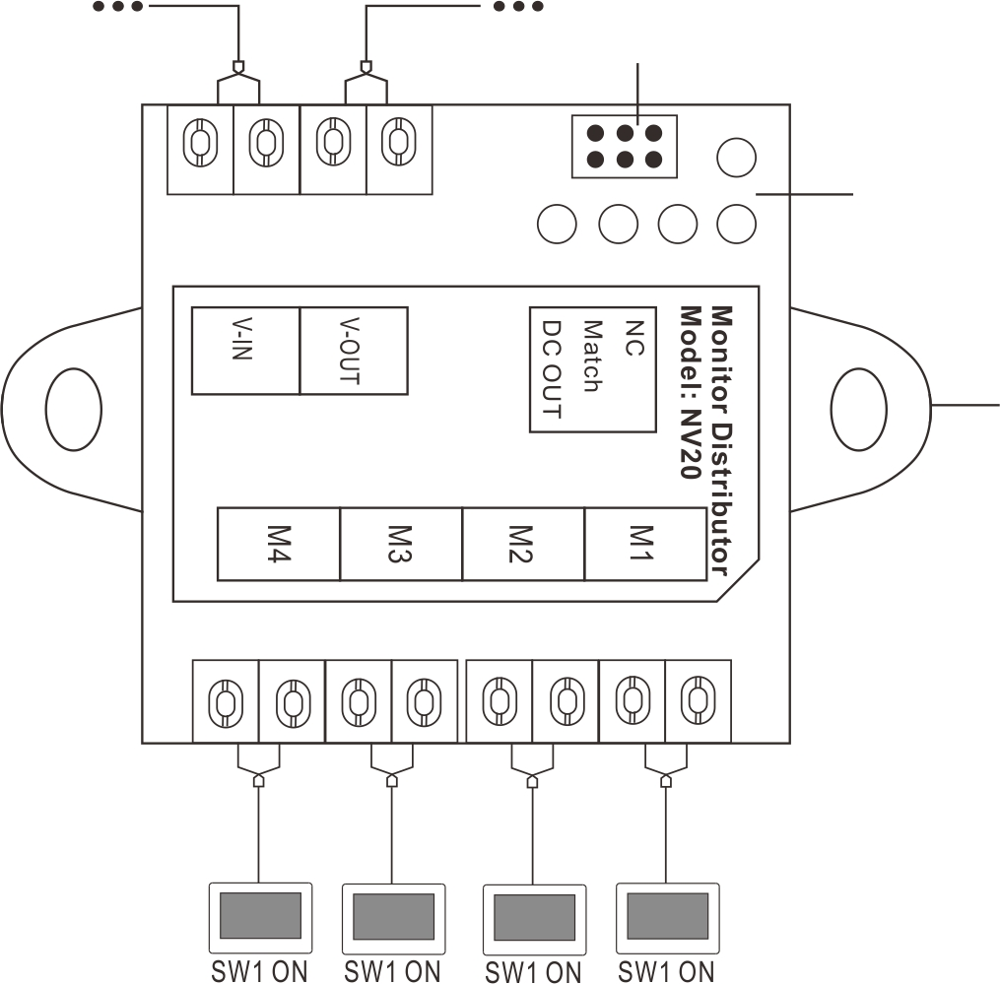 V-IN
V-OUT
NC
Match
DC OUT
Monitor Distributor
Model: NV20
M4
M3
M2
M1
SW1 ON
SW1 ON
SW1 ON
SW1 ON